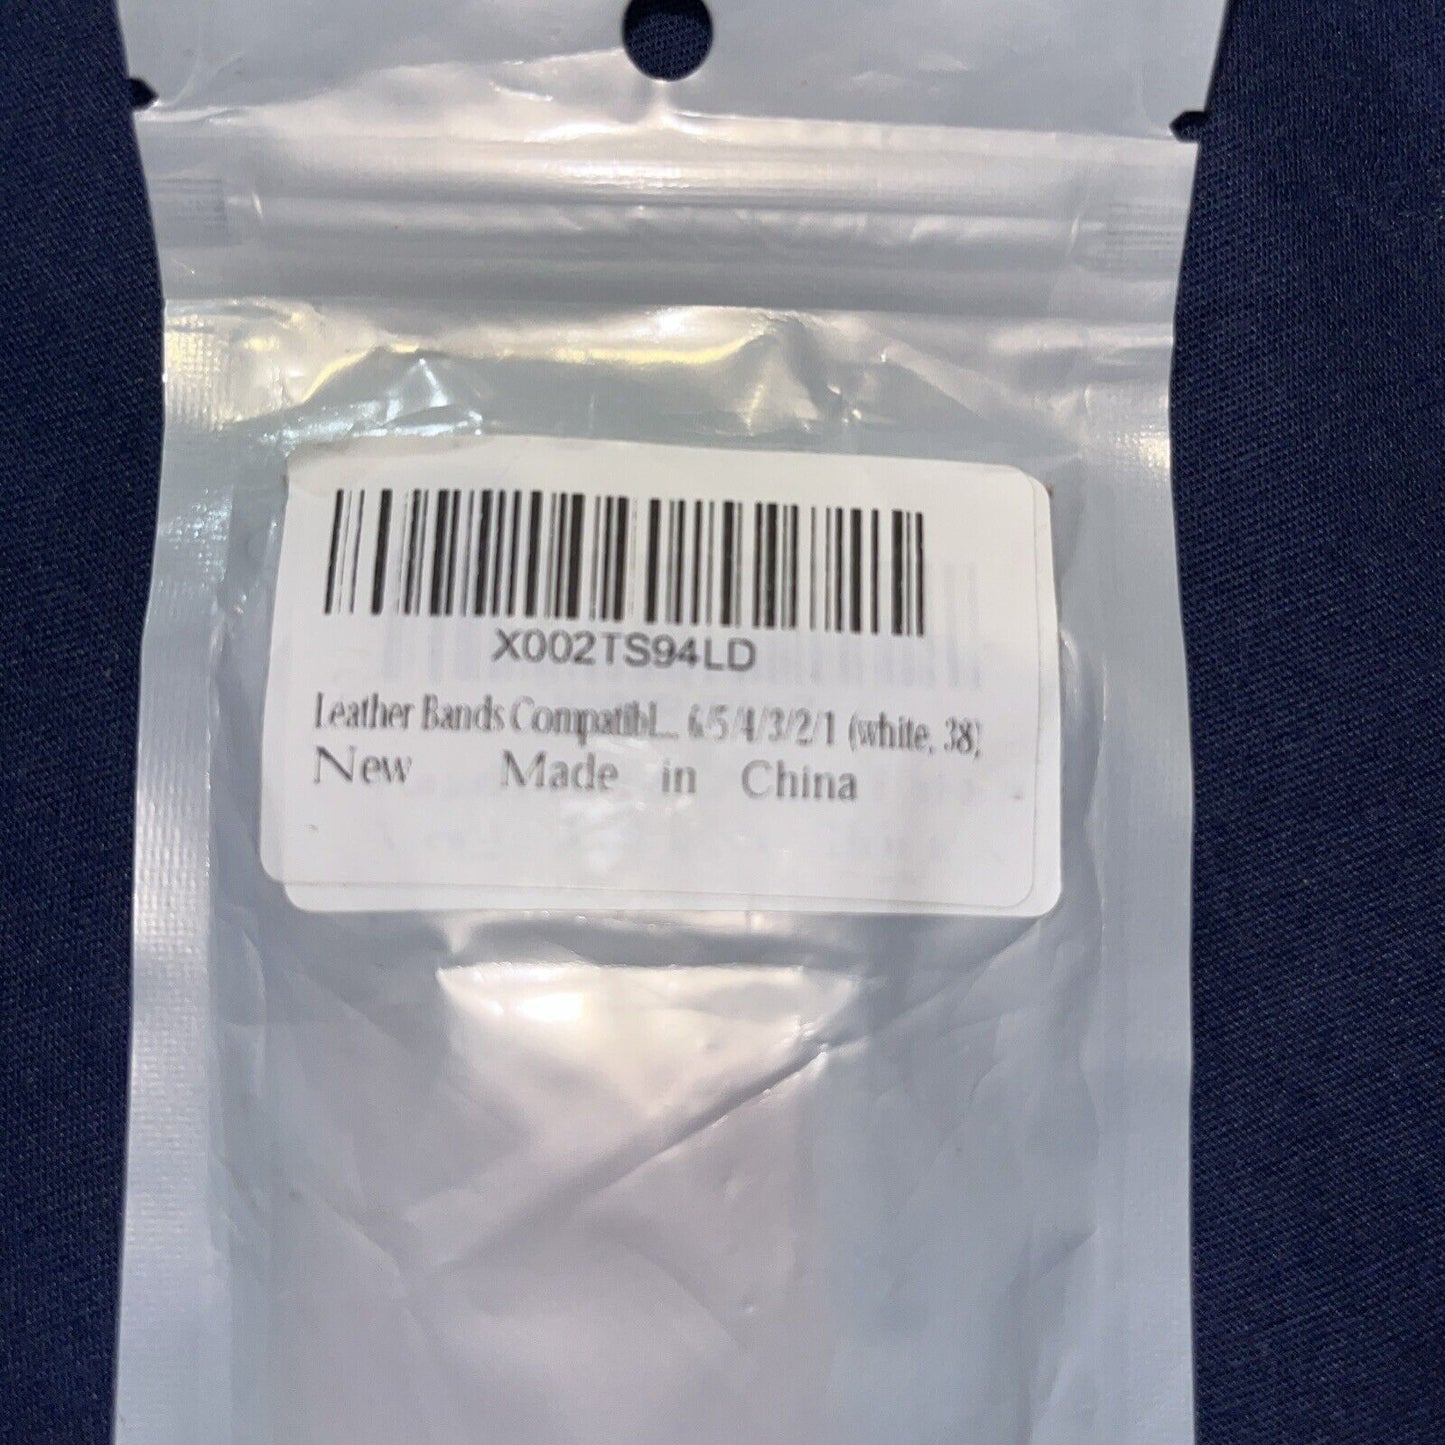 X002TS94LD
Leather Bands Compatibl... 6/5/4/3/2/1 (white, 38)
New Made in China